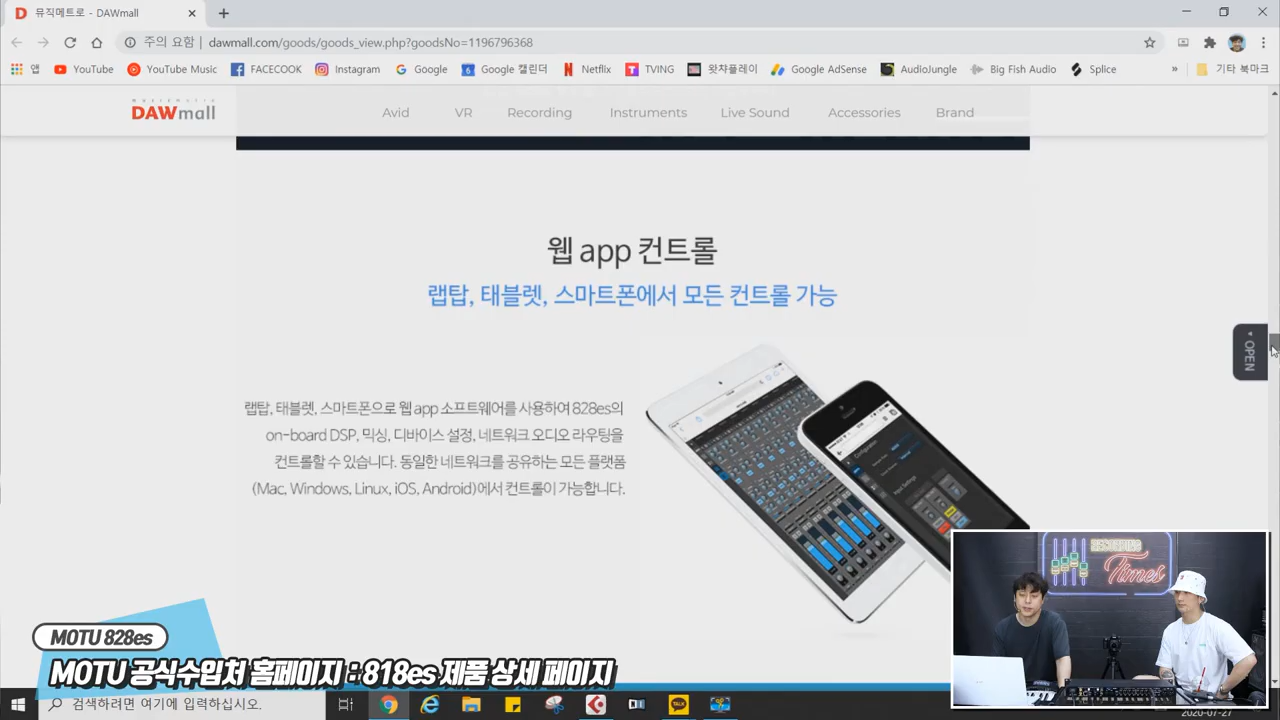 뮤직메트로 - DAWmall
주의 요함 | dawmall.com/goods/goods_view.php?goodsNo=1196796368
앱 YouTube YouTube Music FACECOOK Instagram Google Google 캘린더 Netflix TVING 왓챠플레이 Google AdSense AudioJungle Big Fish Audio Splice » 기타 북마크
DAWmall
Avid VR Recording Instruments Live Sound Accessories Brand
웹 app 컨트롤
랩탑, 태블렛, 스마트폰에서 모든 컨트롤 가능
OPEN
랩탑, 태블렛, 스마트폰으로 웹 app 소프트웨어를 사용하여 828es의
on-board DSP, 믹싱, 디바이스 설정, 네트워크 오디오 라우팅을
컨트롤할 수 있습니다. 동일한 네트워크를 공유하는 모든 플랫폼
(Mac, Windows, Linux, iOS, Android)에서 컨트롤이 가능합니다.
Times
MOTU 828es
MOTU 공식수입처 홈페이지 : 818es 제품 상세 페이지
검색하려면 여기에 입력하십시오.
TALK
2020-07-27